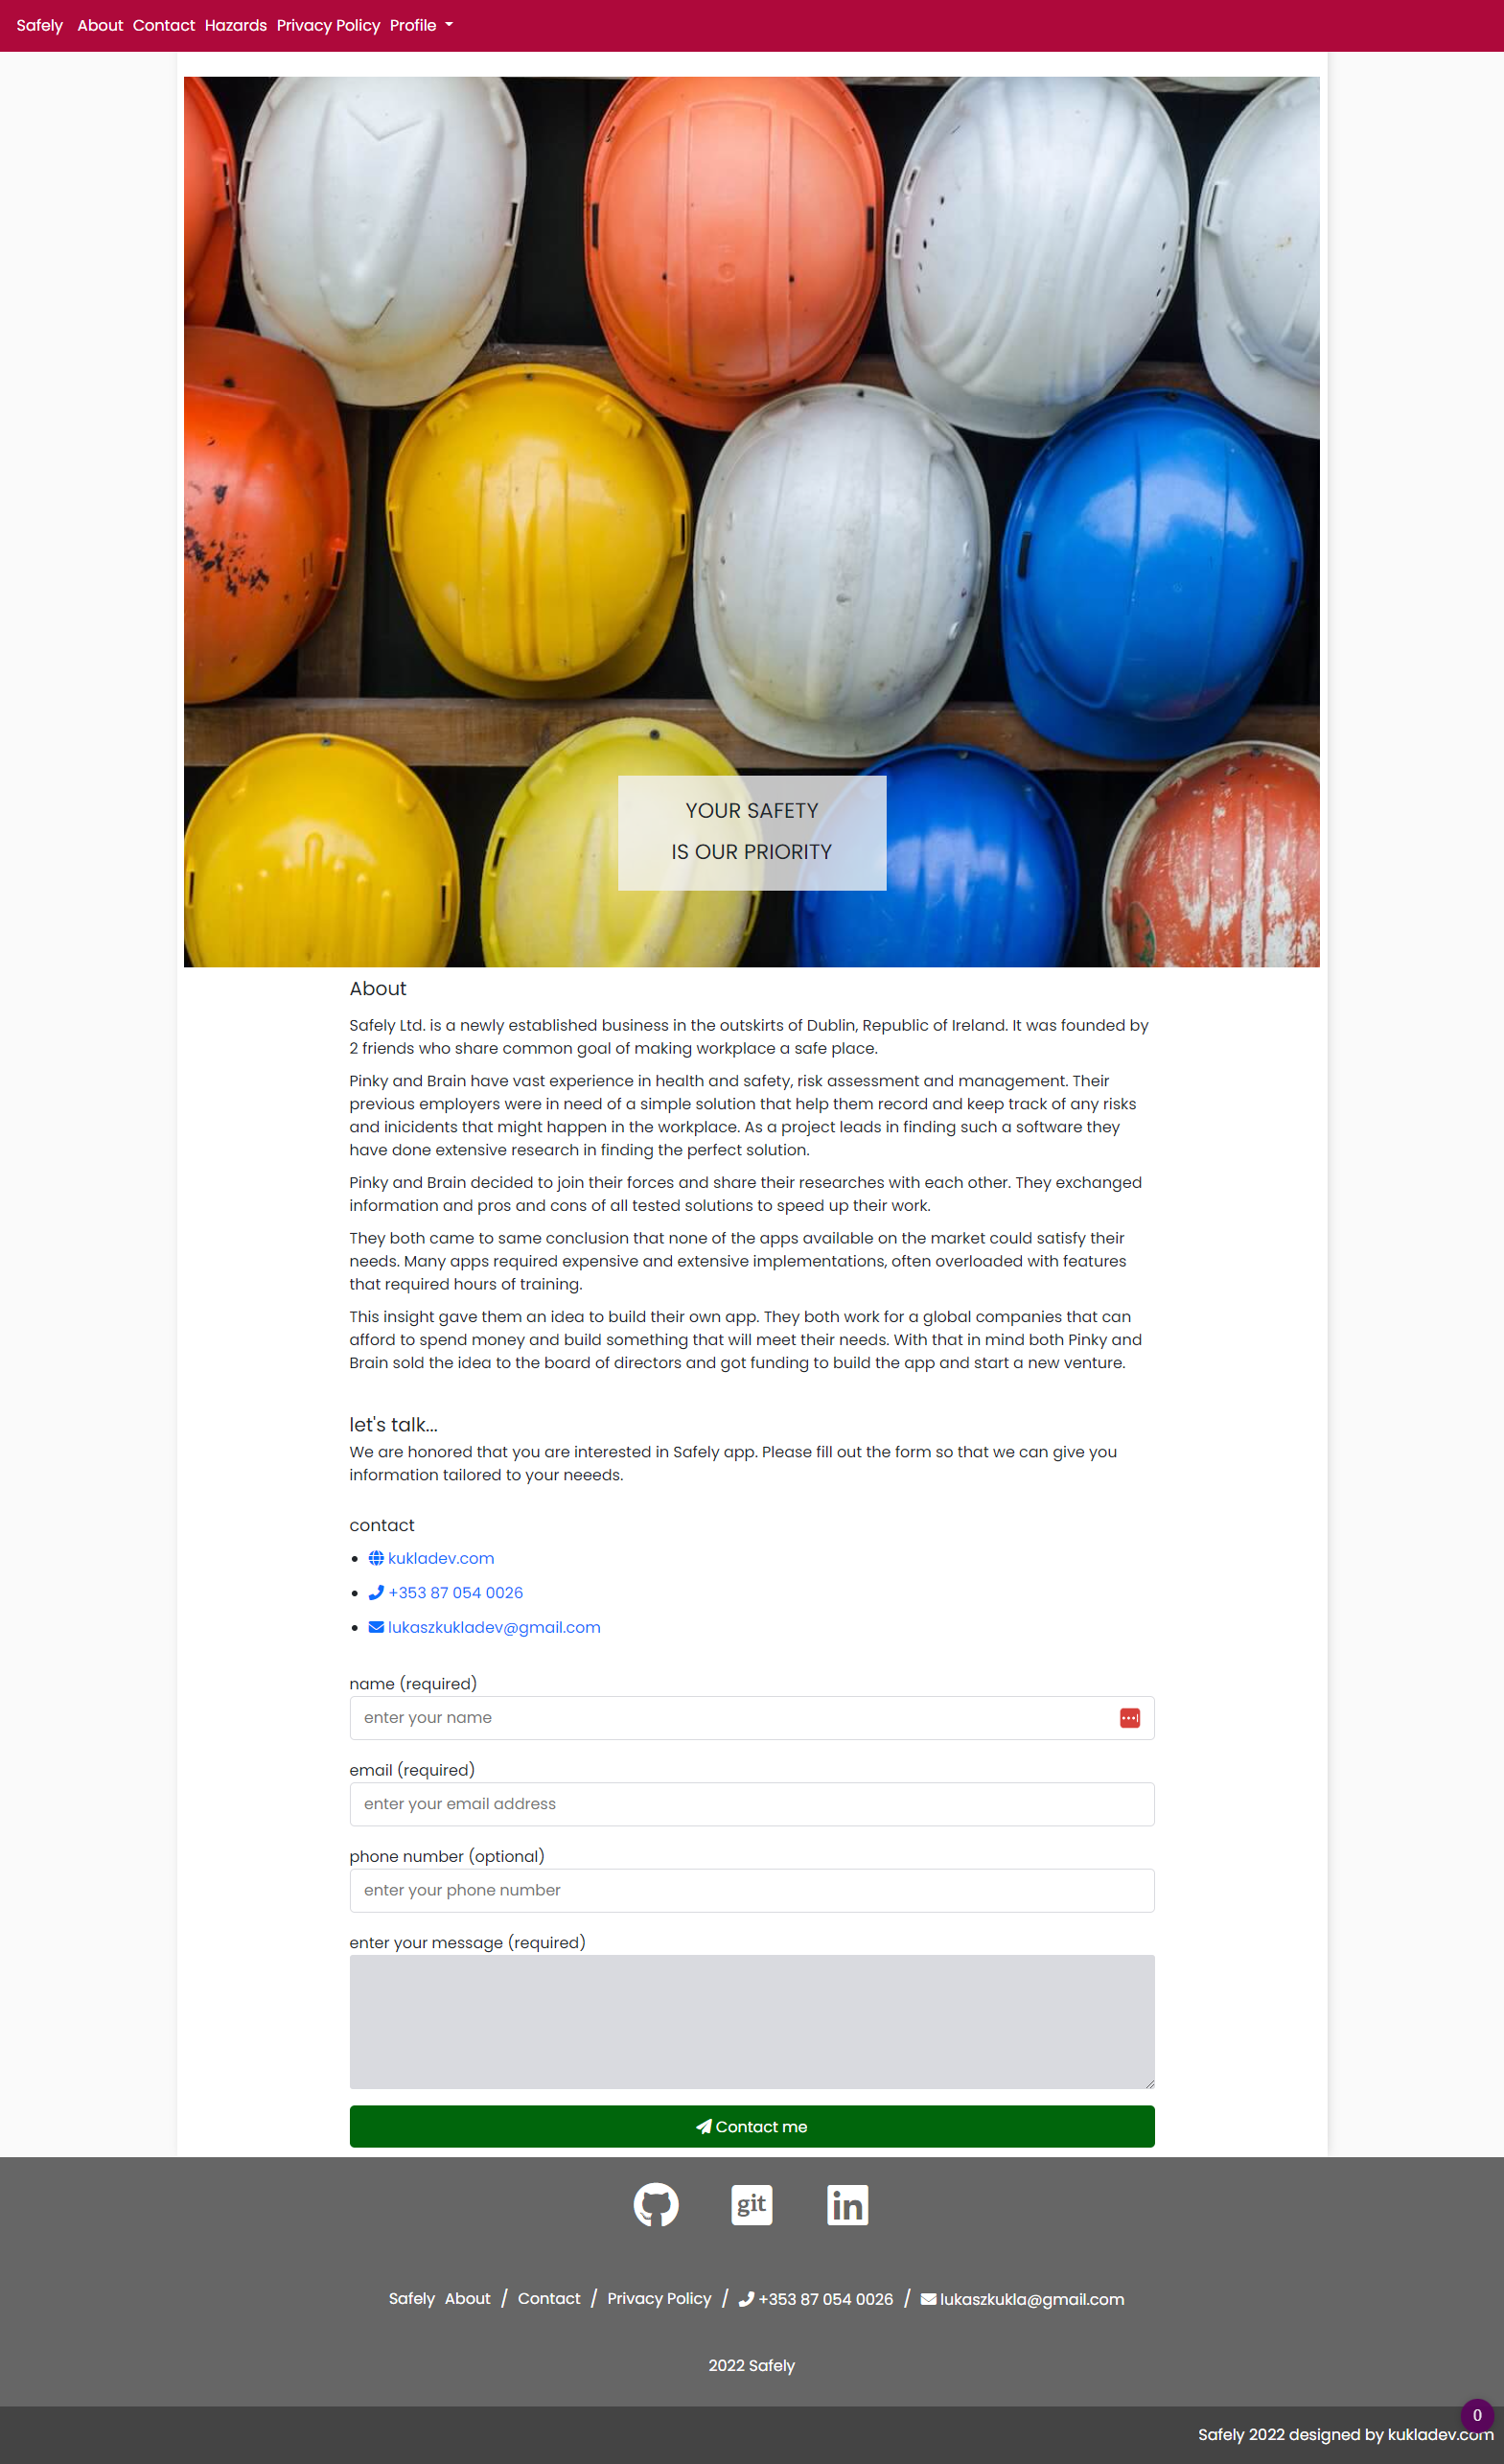 Safely About Contact Hazards Privacy Policy Profile
YOUR SAFETY
IS OUR PRIORITY
About
Safely Ltd. is a newly established business in the outskirts of Dublin, Republic of Ireland. It was founded by
2 friends who share common goal of making workplace a safe place.
Pinky and Brain have vast experience in health and safety, risk assessment and management. Their
previous employers were in need of a simple solution that help them record and keep track of any risks
and inicidents that might happen in the workplace. As a project leads in finding such a software they
have done extensive research in finding the perfect solution.
Pinky and Brain decided to join their forces and share their researches with each other. They exchanged
information and pros and cons of all tested solutions to speed up their work.
They both came to same conclusion that none of the apps available on the market could satisfy their
needs. Many apps required expensive and extensive implementations, often overloaded with features
that required hours of training.
This insight gave them an idea to build their own app. They both work for a global companies that can
afford to spend money and build something that will meet their needs. With that in mind both Pinky and
Brain sold the idea to the board of directors and got funding to build the app and start a new venture.
let's talk...
We are honored that you are interested in Safely app. Please fill out the form so that we can give you
information tailored to your neeeds.
contact
kukladev.com
+353 87 054 0026
lukaszkukladev@gmail.com
name (required)
enter your name
email (required)
enter your email address
phone number (optional)
enter your phone number
enter your message (required)
Contact me
git in
Safely About / Contact / Privacy Policy / +353 87 054 0026 / lukaszkukla@gmail.com
2022 Safely
0
Safely 2022 designed by kukladev.com